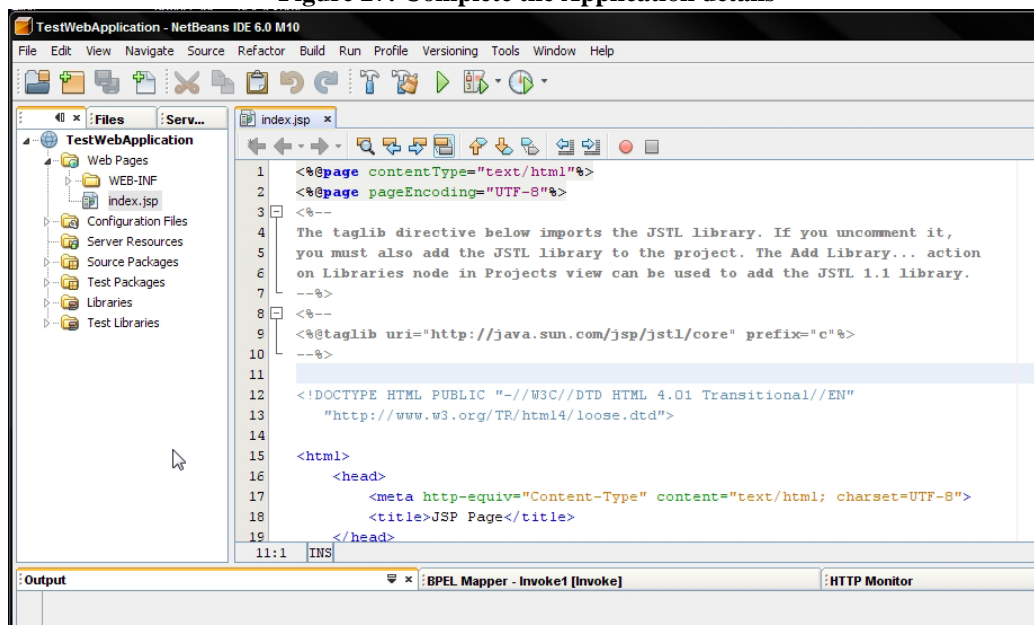 Figure 27: Complete the Application details
TestWebApplication - NetBeans IDE 6.0 M10
File Edit View Navigate Source Refactor Build Run Profile Versioning Tools Window Help
Files Serv... index.jsp
TestWebApplication
Web Pages
WEB-INF
index.jsp
Configuration Files
Server Resources
Source Packages
Test Packages
Libraries
Test Libraries
1 <%@page contentType="text/html"%>
2 <%@page pageEncoding="UTF-8"%>
3 <%--
4 The taglib directive below imports the JSTL library. If you uncomment it,
5 you must also add the JSTL library to the project. The Add Library... action
6 on Libraries node in Projects view can be used to add the JSTL 1.1 library.
7 --%>
8 <%--
9 <%@taglib uri="http://java.sun.com/jsp/jstl/core" prefix="c"%>
10 --%>
11
12 <!DOCTYPE HTML PUBLIC "-//W3C//DTD HTML 4.01 Transitional//EN"
13 "http://www.w3.org/TR/html4/loose.dtd">
14
15 <html>
16 <head>
17 <meta http-equiv="Content-Type" content="text/html; charset=UTF-8">
18 <title>JSP Page</title>
19 </head>
11:1 INS
Output BPEL Mapper - Invoke1 [Invoke] HTTP Monitor